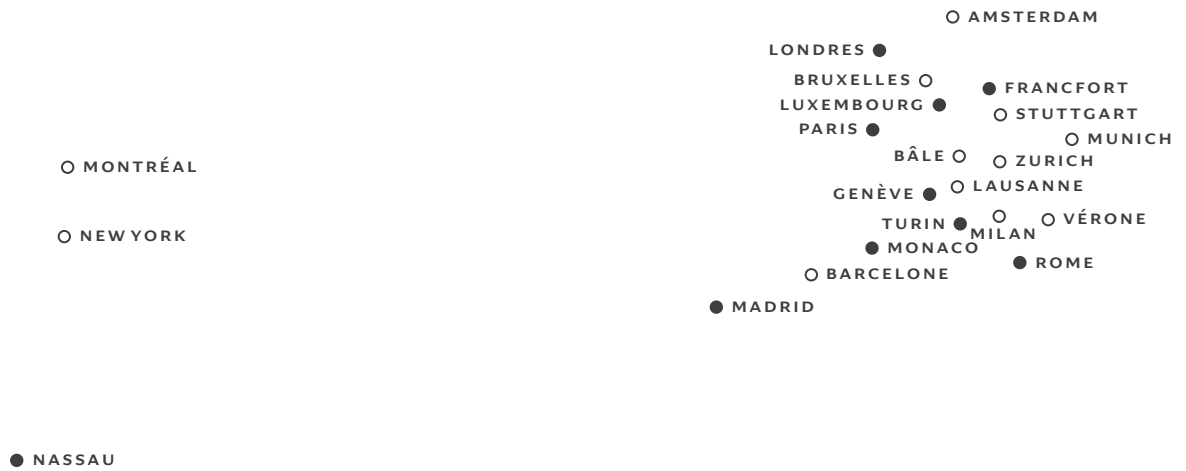 AMSTERDAM
LONDRES
BRUXELLES
FRANCFORT
LUXEMBOURG
STUTTGART
PARIS
MUNICH
BÂLE
ZURICH
MONTRÉAL
LAUSANNE
GENÈVE
VÉRONE
TURIN
MILAN
NEW YORK
MONACO
ROME
BARCELONE
MADRID
NASSAU